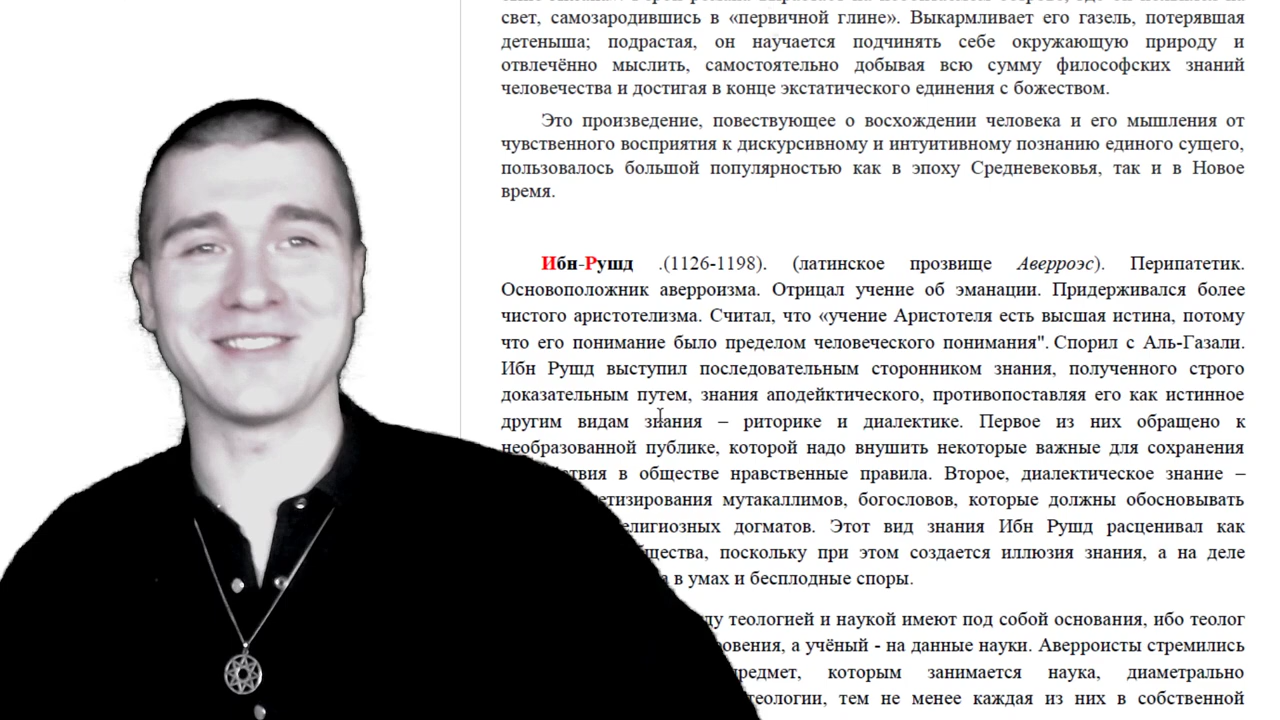 свет, самозародившись в «первичной глине». Выкармливает его газель, потерявшая
детеныша; подрастая, он научается подчинять себе окружающую природу и
отвлечённо мыслить, самостоятельно добывая всю сумму философских знаний
человечества и достигая в конце экстатического единения с божеством.
Это произведение, повествующее о восхождении человека и его мышления от
чувственного восприятия к дискурсивному и интуитивному познанию единого сущего,
пользовалось большой популярностью как в эпоху Средневековья, так и в Новое
время.
Ибн-Рушд .(1126-1198). (латинское прозвище Аверроэс). Перипатетик.
Основоположник аверроизма. Отрицал учение об эманации. Придерживался более
чистого аристотелизма. Считал, что «учение Аристотеля есть высшая истина, потому
что его понимание было пределом человеческого понимания". Спорил с Аль-Газали.
Ибн Рушд выступил последовательным сторонником знания, полученного строго
доказательным путем, знания аподейктического, противопоставляя его как истинное
другим видам знания – риторике и диалектике. Первое из них обращено к
необразованной публике, которой надо внушить некоторые важные для сохранения
в обществе нравственные правила. Второе, диалектическое знание –
мутакаллимов, богословов, которые должны обосновывать
догматов. Этот вид знания Ибн Рушд расценивал как
поскольку при этом создается иллюзия знания, а на деле
в умах и бесплодные споры.
теологией и наукой имеют под собой основания, ибо теолог
а учёный - на данные науки. Аверроисты стремились
которым занимается наука, диаметрально
теологии, тем не менее каждая из них в собственной